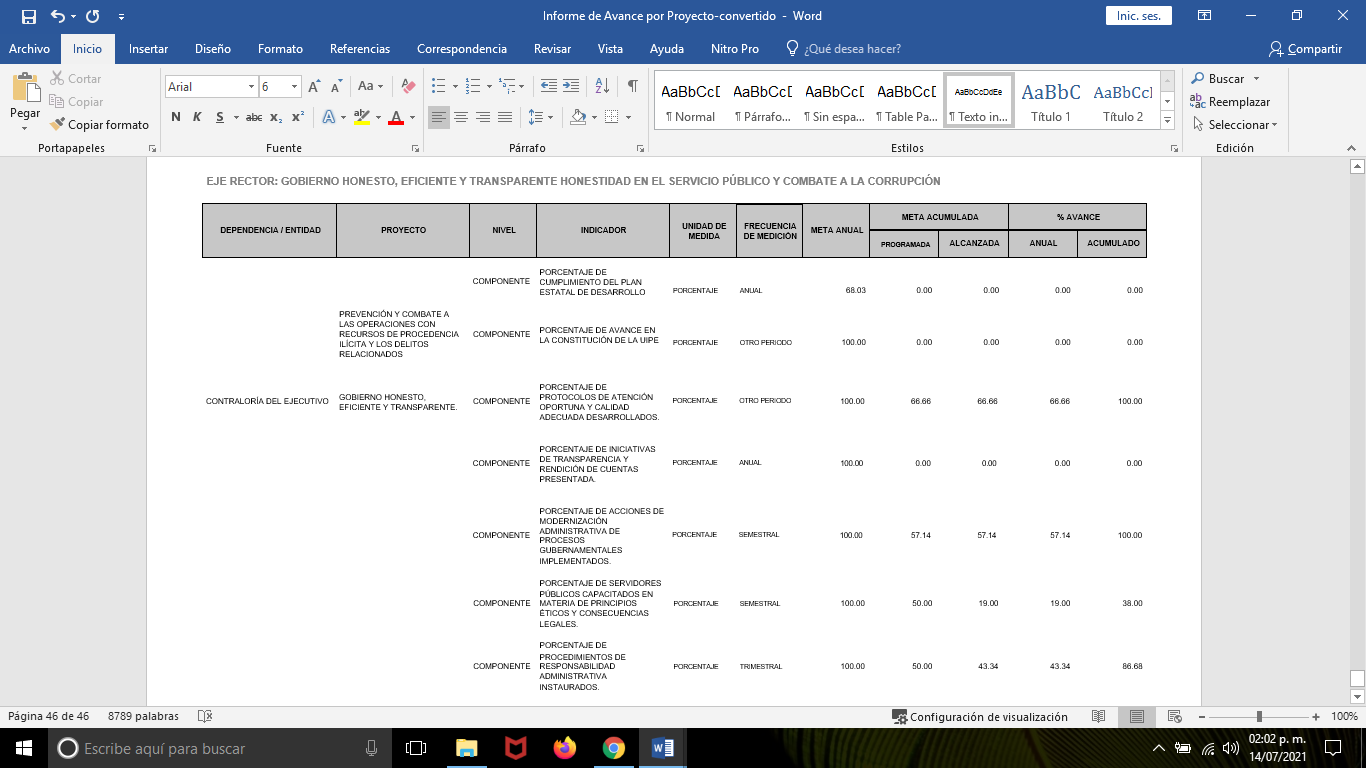 Informe de Avance por Proyecto-convertido - Word
Inic. ses.
Archivo Inicio Insertar Diseño Formato Referencias Correspondencia Revisar Vista Ayuda Nitro Pro ¿Qué desea hacer? Compartir
Pegar
Cortar
Copiar
Copiar formato
Portapapeles
Arial 6
Aa
N K S abc x₂ x²
A ab A
Fuente
Párrafo
AaBbCcI AaBbCcI AaBbCcI AaBbCcI AaBbCcDdEe AaBbC AaBbCcI
¶ Normal ¶ Párrafo... ¶ Sin espa... ¶ Table Pa... ¶ Texto in... Título 1 Título 2
Estilos
Buscar
Reemplazar
Seleccionar
Edición
EJE RECTOR: GOBIERNO HONESTO, EFICIENTE Y TRANSPARENTE HONESTIDAD EN EL SERVICIO PÚBLICO Y COMBATE A LA CORRUPCIÓN
DEPENDENCIA / ENTIDAD
PROYECTO
NIVEL
INDICADOR
UNIDAD DE
MEDIDA
FRECUENCIA
DE MEDICIÓN
META ANUAL
META ACUMULADA
PROGRAMADA
ALCANZADA
% AVANCE
ANUAL
ACUMULADO
COMPONENTE
PORCENTAJE DE
CUMPLIMIENTO DEL PLAN
ESTATAL DE DESARROLLO
PORCENTAJE ANUAL 68.03 0.00 0.00 0.00 0.00
PREVENCIÓN Y COMBATE A
LAS OPERACIONES CON
RECURSOS DE PROCEDENCIA
ILÍCITA Y LOS DELITOS
RELACIONADOS
COMPONENTE
PORCENTAJE DE AVANCE EN
LA CONSTITUCIÓN DE LA UIPE
PORCENTAJE OTRO PERIODO 100.00 0.00 0.00 0.00 0.00
CONTRALORÍA DEL EJECUTIVO
GOBIERNO HONESTO,
EFICIENTE Y TRANSPARENTE.
COMPONENTE
PORCENTAJE DE
PROTOCOLOS DE ATENCIÓN
OPORTUNA Y CALIDAD
ADECUADA DESARROLLADOS.
PORCENTAJE OTRO PERIODO 100.00 66.66 66.66 66.66 100.00
COMPONENTE
PORCENTAJE DE INICIATIVAS
DE TRANSPARENCIA Y
RENDICIÓN DE CUENTAS
PRESENTADA.
PORCENTAJE ANUAL 100.00 0.00 0.00 0.00 0.00
COMPONENTE
PORCENTAJE DE ACCIONES DE
MODERNIZACIÓN
ADMINISTRATIVA DE
PROCESOS
GUBERNAMENTALES
IMPLEMENTADOS.
PORCENTAJE SEMESTRAL 100.00 57.14 57.14 57.14 100.00
COMPONENTE
PORCENTAJE DE SERVIDORES
PÚBLICOS CAPACITADOS EN
MATERIA DE PRINCIPIOS
ÉTICOS Y CONSECUENCIAS
LEGALES.
PORCENTAJE SEMESTRAL 100.00 50.00 19.00 19.00 38.00
COMPONENTE
PORCENTAJE DE
PROCEDIMIENTOS DE
RESPONSABILIDAD
ADMINISTRATIVA
INSTAURADOS.
PORCENTAJE TRIMESTRAL 100.00 50.00 43.34 43.34 86.68
Página 46 de 46 8789 palabras Configuración de visualización 100%
Escribe aquí para buscar
02:02 p. m.
14/07/2021